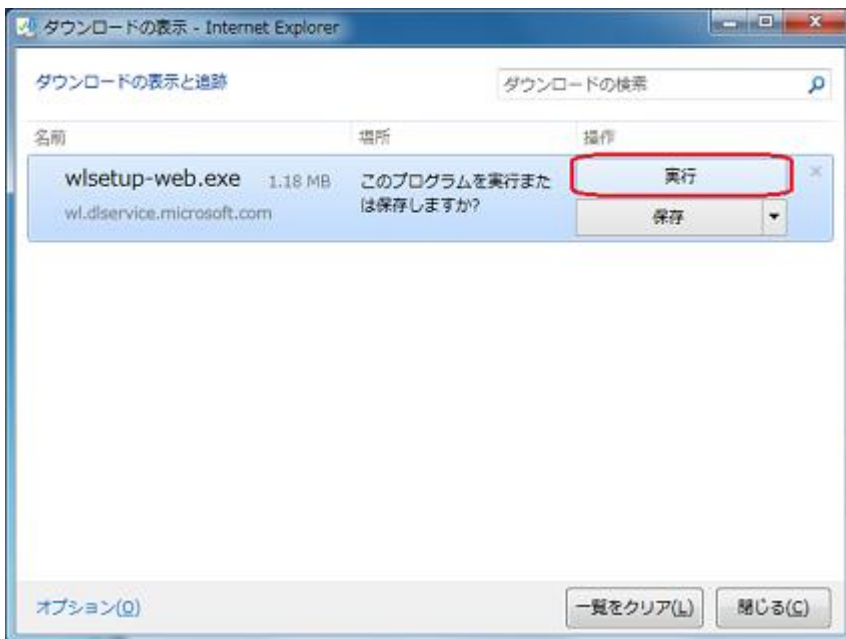 ダウンロードの表示 - Internet Explorer
ダウンロードの表示と追跡
ダウンロードの検索
名前 場所 操作
wlsetup-web.exe 1.18 MB このプログラムを実行また 実行
wl.dlservice.microsoft.com は保存しますか? 保存
オプション(O) 一覧をクリア(L) 閉じる(C)